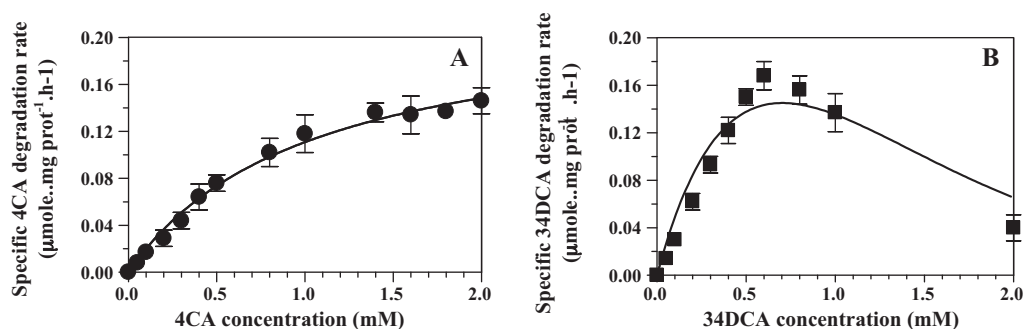 Specific 4CA degradation rate
(μmole..mg prot⁻¹ .h-1)
0.20
0.16
0.12
0.08
0.04
0.00
A
0.0
0.5
1.0
1.5
2.0
4CA concentration (mM)
Specific 34DCA degradation rate
(μmole..mg prot⁻¹ .h-1)
0.20
0.16
0.12
0.08
0.04
0.00
B
0.0
0.5
1.0
1.5
2.0
34DCA concentration (mM)